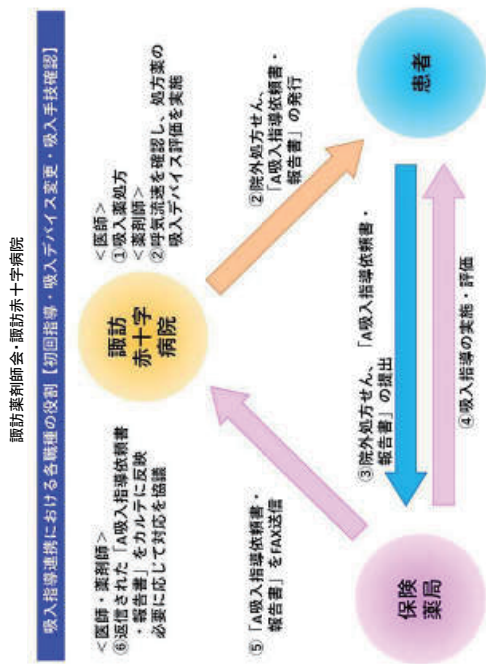 諏訪薬剤師会・諏訪赤十字病院
吸入指導連携における各職種の役割【初回指導・吸入デバイス変更・吸入手技確認】
＜医師＞
①吸入薬処方
＜薬剤師＞
②呼気流速を確認し、処方薬の
吸入デバイス評価を実施
諏訪
赤十字
病院
②院外処方せん、
「A吸入指導依頼書・
報告書」の発行
患者
③院外処方せん、「A吸入指導依頼書・
報告書」の提出
④吸入指導の実施・評価
保険
薬局
⑤「A吸入指導依頼書・
報告書」をFAX送信
＜医師・薬剤師＞
⑥返信された「A吸入指導依頼書
・報告書」をカルテに反映
必要に応じて対応を協議